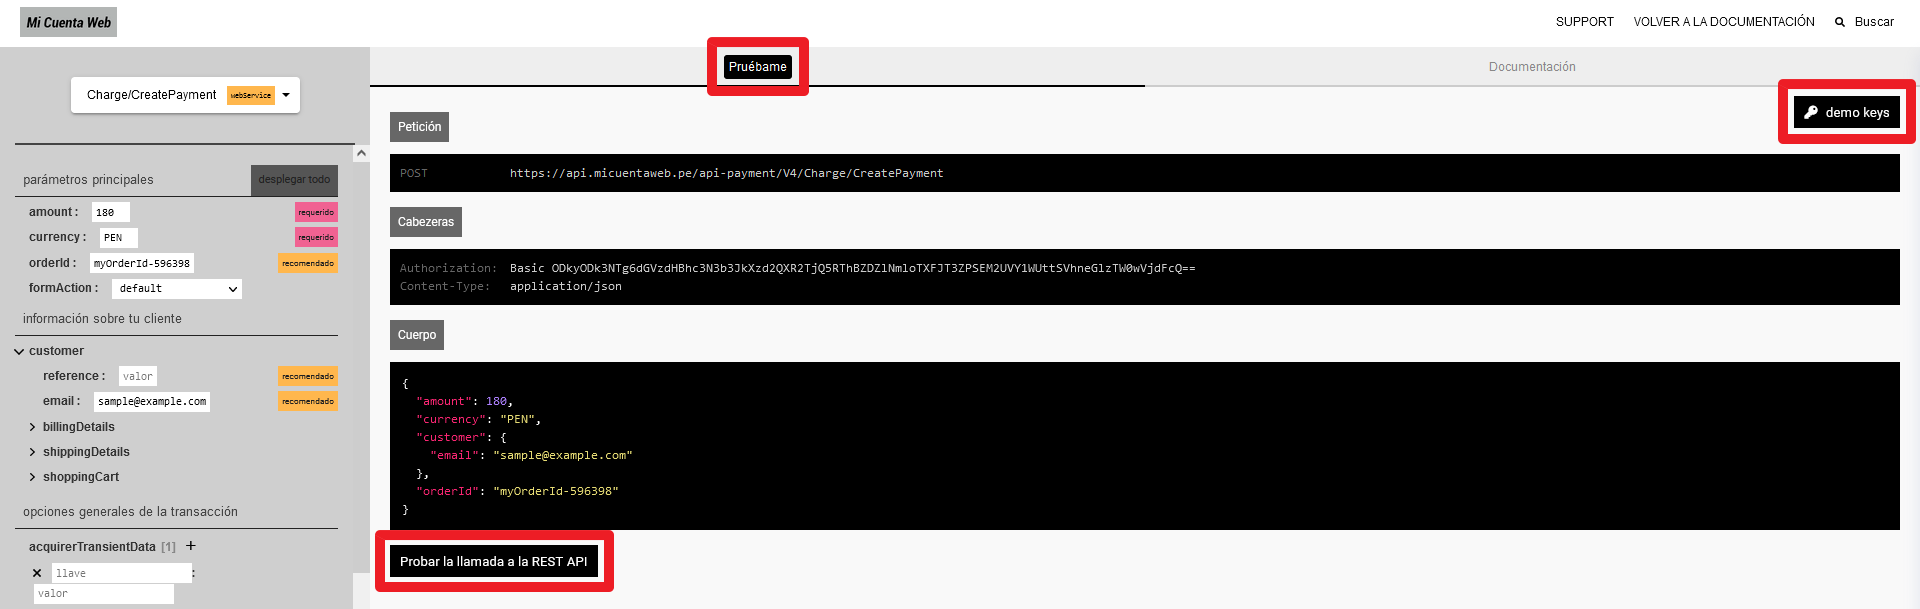 Mi Cuenta Web
SUPPORT
VOLVER A LA DOCUMENTACIÓN
Buscar
Charge/CreatePayment
webService
parámetros principales
desplegar todo
amount :
180
requerido
currency :
PEN
requerido
orderId :
myOrderId-596398
recomendado
formAction :
default
información sobre tu cliente
customer
reference :
valor
recomendado
email :
sample@example.com
recomendado
billingDetails
shippingDetails
shoppingCart
opciones generales de la transacción
acquirerTransientData [1] +
llave
:
valor
Pruébame
Documentación
demo keys
Petición
POST
https://api.micuentaweb.pe/api-payment/V4/Charge/CreatePayment
Cabezeras
Authorization:
Content-Type:
application/json
Cuerpo
{
"amount": 180,
"currency": "PEN",
"customer": {
"email": "sample@example.com"
},
"orderId": "myOrderId-596398"
}
Probar la llamada a la REST API